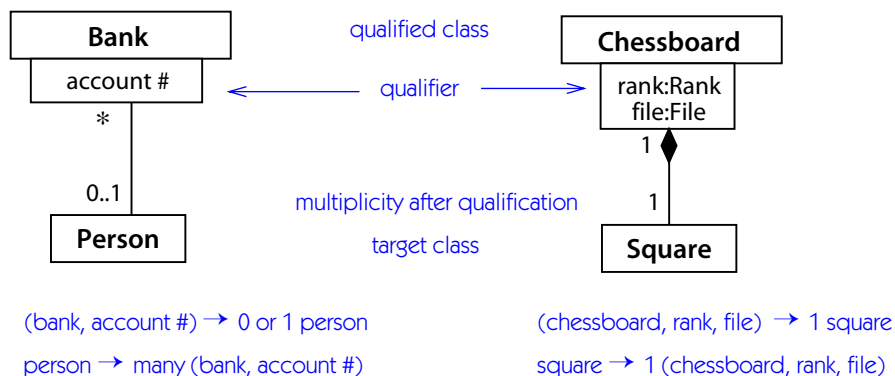 Bank
qualified class
Chessboard
account #
qualifier
rank:Rank
file:File
*
1
0..1
multiplicity after qualification
1
Person
target class
Square
(bank, account #) → 0 or 1 person
(chessboard, rank, file) → 1 square
person → many (bank, account #)
square → 1 (chessboard, rank, file)